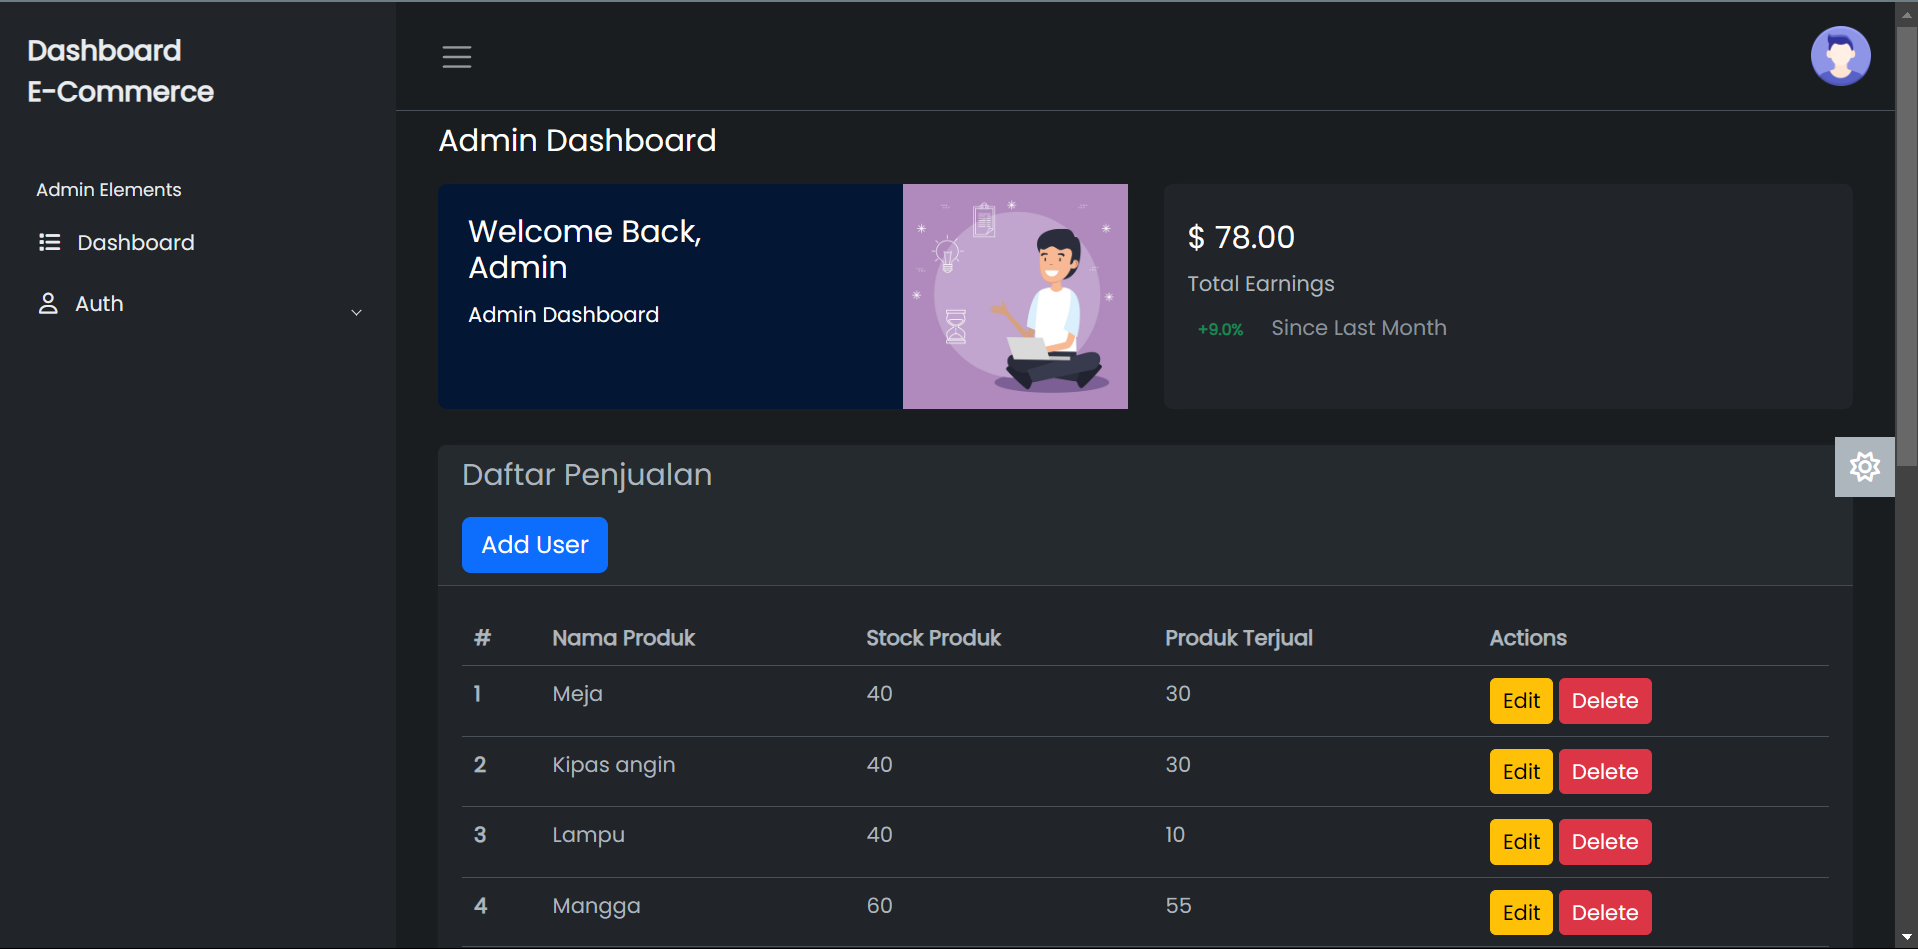 Dashboard
E-Commerce
Admin Elements
Dashboard
Auth
Admin Dashboard
Welcome Back,
Admin
Admin Dashboard
$ 78.00
Total Earnings
+9.0% Since Last Month
Daftar Penjualan
Add User
# Nama Produk Stock Produk Produk Terjual Actions
1 Meja 40 30 Edit Delete
2 Kipas angin 40 30 Edit Delete
3 Lampu 40 10 Edit Delete
4 Mangga 60 55 Edit Delete